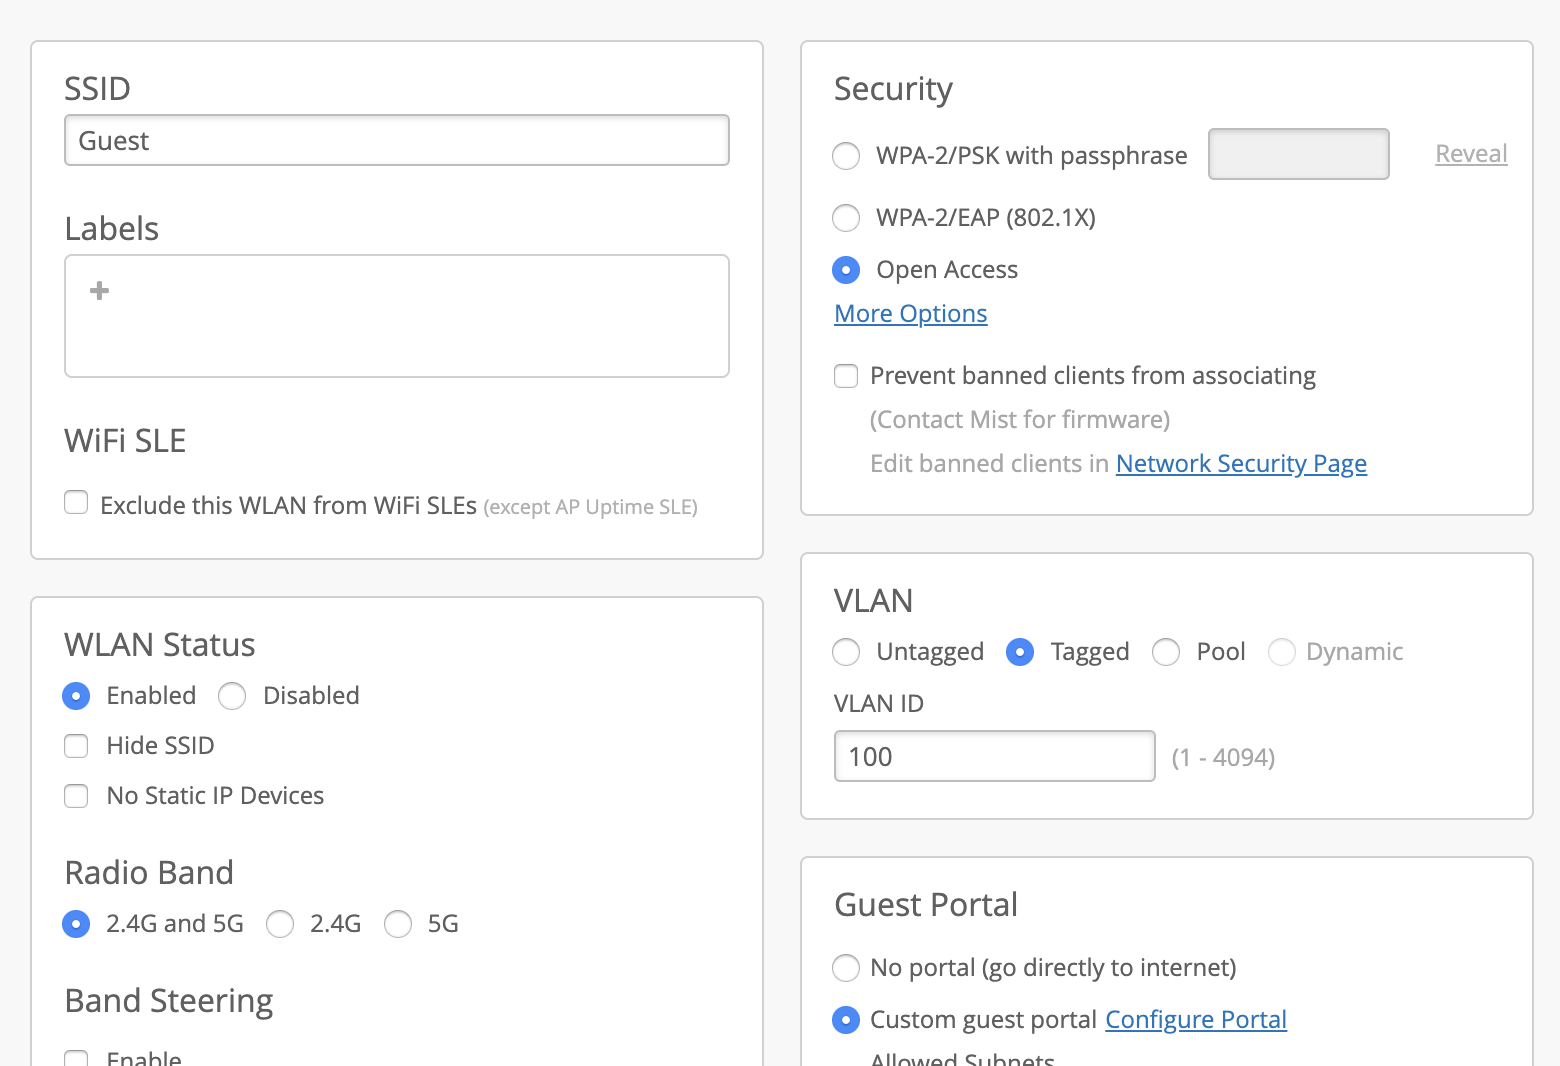 SSID
Guest
Labels
WiFi SLE
Exclude this WLAN from WiFi SLEs (except AP Uptime SLE)
WLAN Status
Enabled Disabled
Hide SSID
No Static IP Devices
Radio Band
2.4G and 5G 2.4G 5G
Band Steering
Enable
Security
WPA-2/PSK with passphrase Reveal
WPA-2/EAP (802.1X)
Open Access
More Options
Prevent banned clients from associating
(Contact Mist for firmware)
Edit banned clients in Network Security Page
VLAN
Untagged Tagged Pool Dynamic
VLAN ID
100 (1 - 4094)
Guest Portal
No portal (go directly to internet)
Custom guest portal Configure Portal
Allowed Subnets